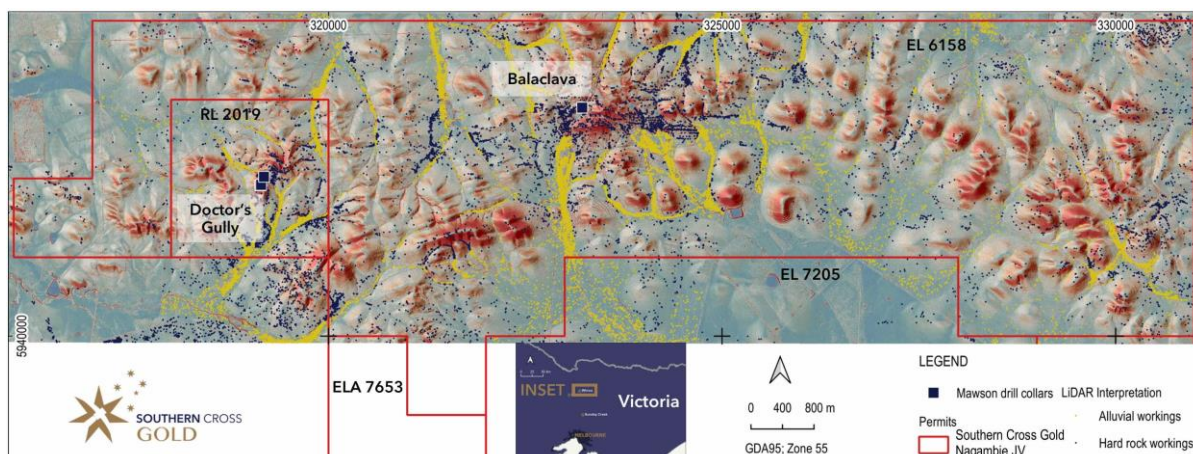 320000
325000
330000
EL 6158
Balaclava
RL 2019
Doctor's
Gully
EL 7205
5940000
ELA 7653
SOUTHERN CROSS
GOLD
INSET
Victoria
Sunday Creek
MELBOURNE
0 400 800 m
GDA95; Zone 55
LEGEND
Mawson drill collars
LiDAR Interpretation
Alluvial workings
Hard rock workings
Permits
Southern Cross Gold
Nagambie JV